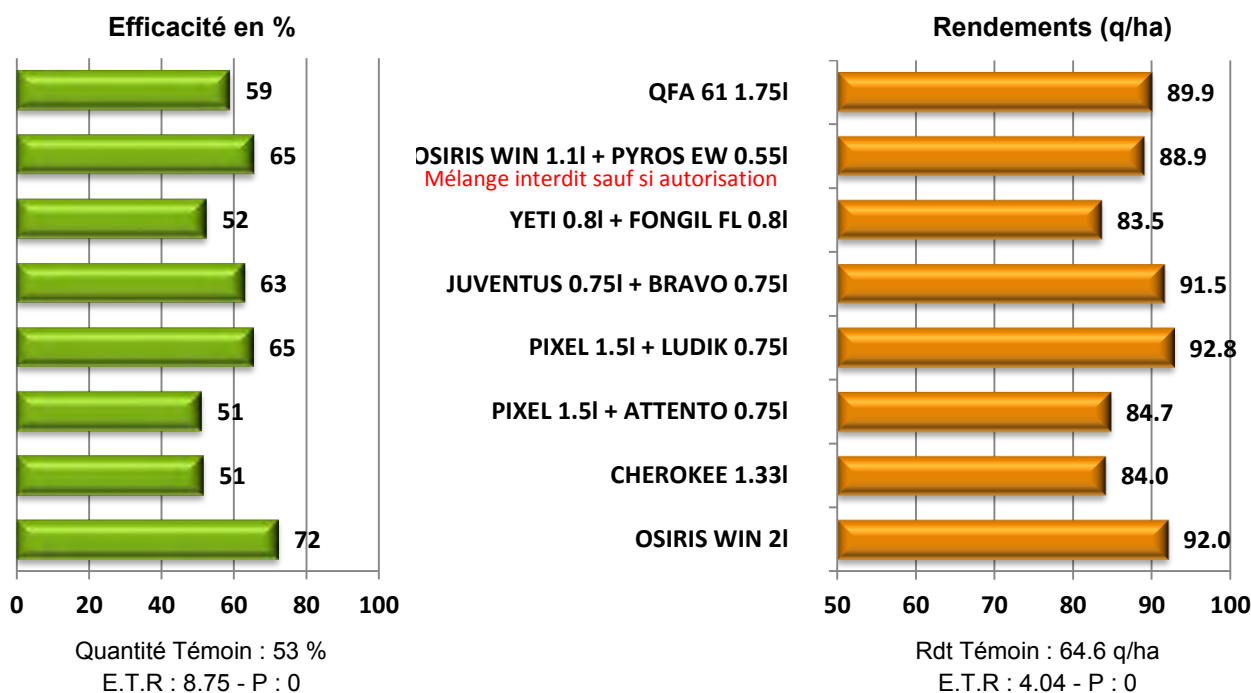 Efficacité en %
Rendements (q/ha)
59
QFA 61 1.75l
89.9
65
OSIRIS WIN 1.1l + PYROS EW 0.55l
88.9
Mélange interdit sauf si autorisation
52
YETI 0.8l + FONGIL FL 0.8l
83.5
63
JUVENTUS 0.75l + BRAVO 0.75l
91.5
65
PIXEL 1.5l + LUDIK 0.75l
92.8
51
PIXEL 1.5l + ATTENTO 0.75l
84.7
51
CHEROKEE 1.33l
84.0
72
OSIRIS WIN 2l
92.0
0 20 40 60 80 100
50 60 70 80 90 100
Quantité Témoin : 53 %
E.T.R : 8.75 - P : 0
Rdt Témoin : 64.6 q/ha
E.T.R : 4.04 - P : 0